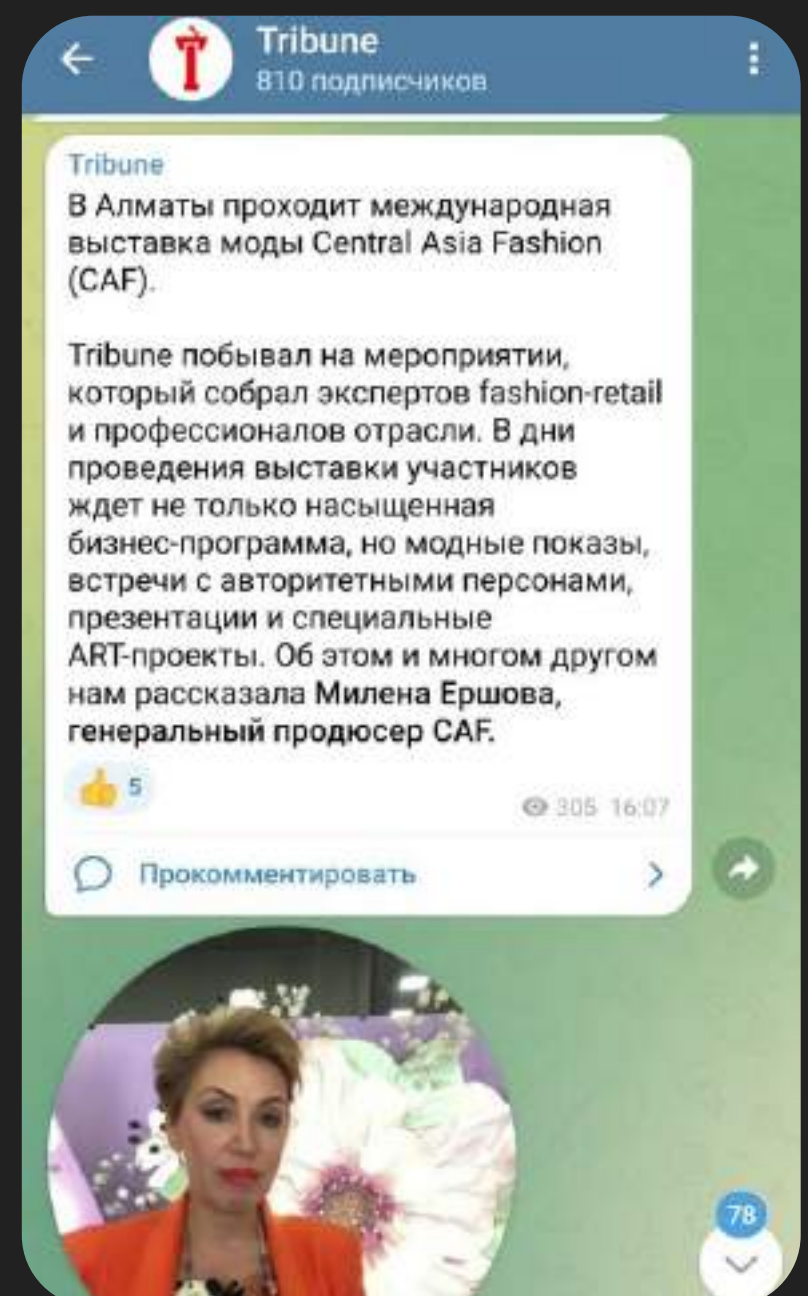 Tribune
810 подписчиков
Tribune
В Алматы проходит международная
выставка моды Central Asia Fashion
(CAF).
Tribune побывал на мероприятии,
который собрал экспертов fashion-retail
и профессионалов отрасли. В дни
проведения выставки участников
ждет не только насыщенная
бизнес-программа, но модные показы,
встречи с авторитетными персонами,
презентации и специальные
ART-проекты. Об этом и многом другом
нам рассказала Милена Ершова,
генеральный продюсер CAF.
5
305 16:07
Прокомментировать
78